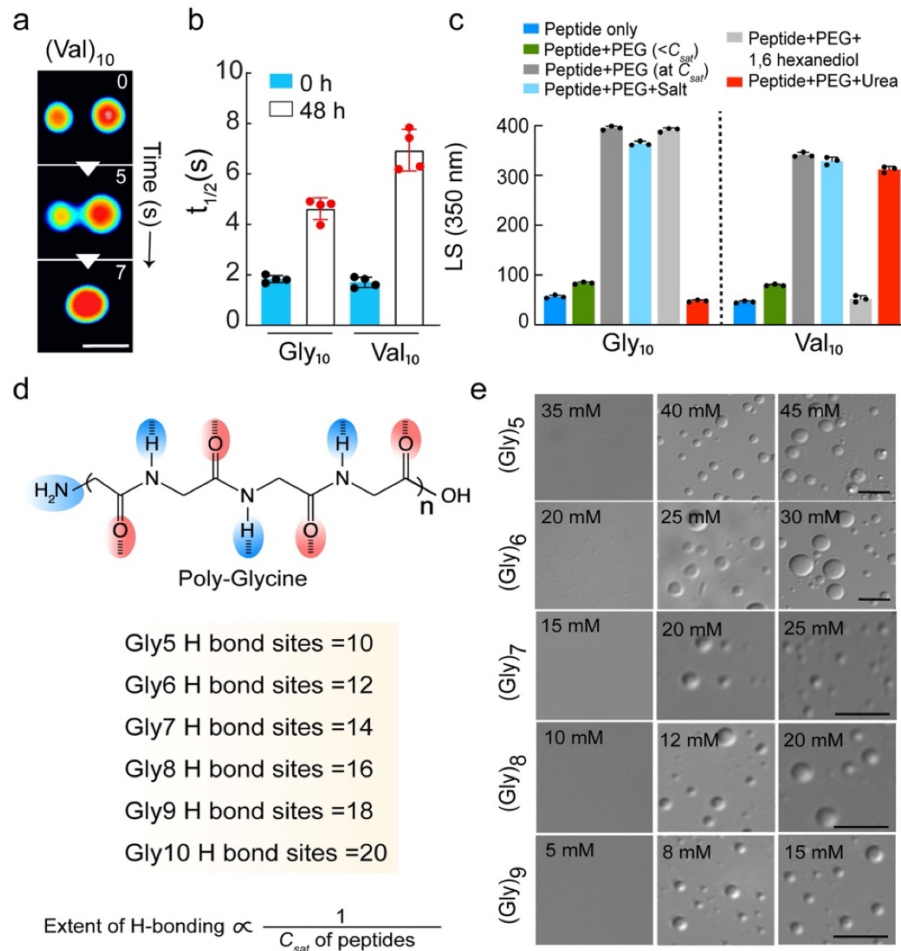 a
(Val)10
0
5
7
Time (s)
b
t1/2(s)
10
8
6
4
2
0
0 h
48 h
Gly10
Val10
c
Peptide only
Peptide+PEG (<Csat)
Peptide+PEG (at Csat)
Peptide+PEG+Salt
Peptide+PEG+
1,6 hexanediol
Peptide+PEG+Urea
LS (350 nm)
400
300
200
100
0
Gly10
Val10
d
H2N
O
H
N
O
N
H
O
H
N
O
n
OH
Poly-Glycine
Gly5 H bond sites =10
Gly6 H bond sites =12
Gly7 H bond sites =14
Gly8 H bond sites =16
Gly9 H bond sites =18
Gly10 H bond sites =20
Extent of H-bonding ∝ 1
Csat of peptides
e
(Gly)5
35 mM
40 mM
45 mM
(Gly)6
20 mM
25 mM
30 mM
(Gly)7
15 mM
20 mM
25 mM
(Gly)8
10 mM
12 mM
20 mM
(Gly)9
5 mM
8 mM
15 mM